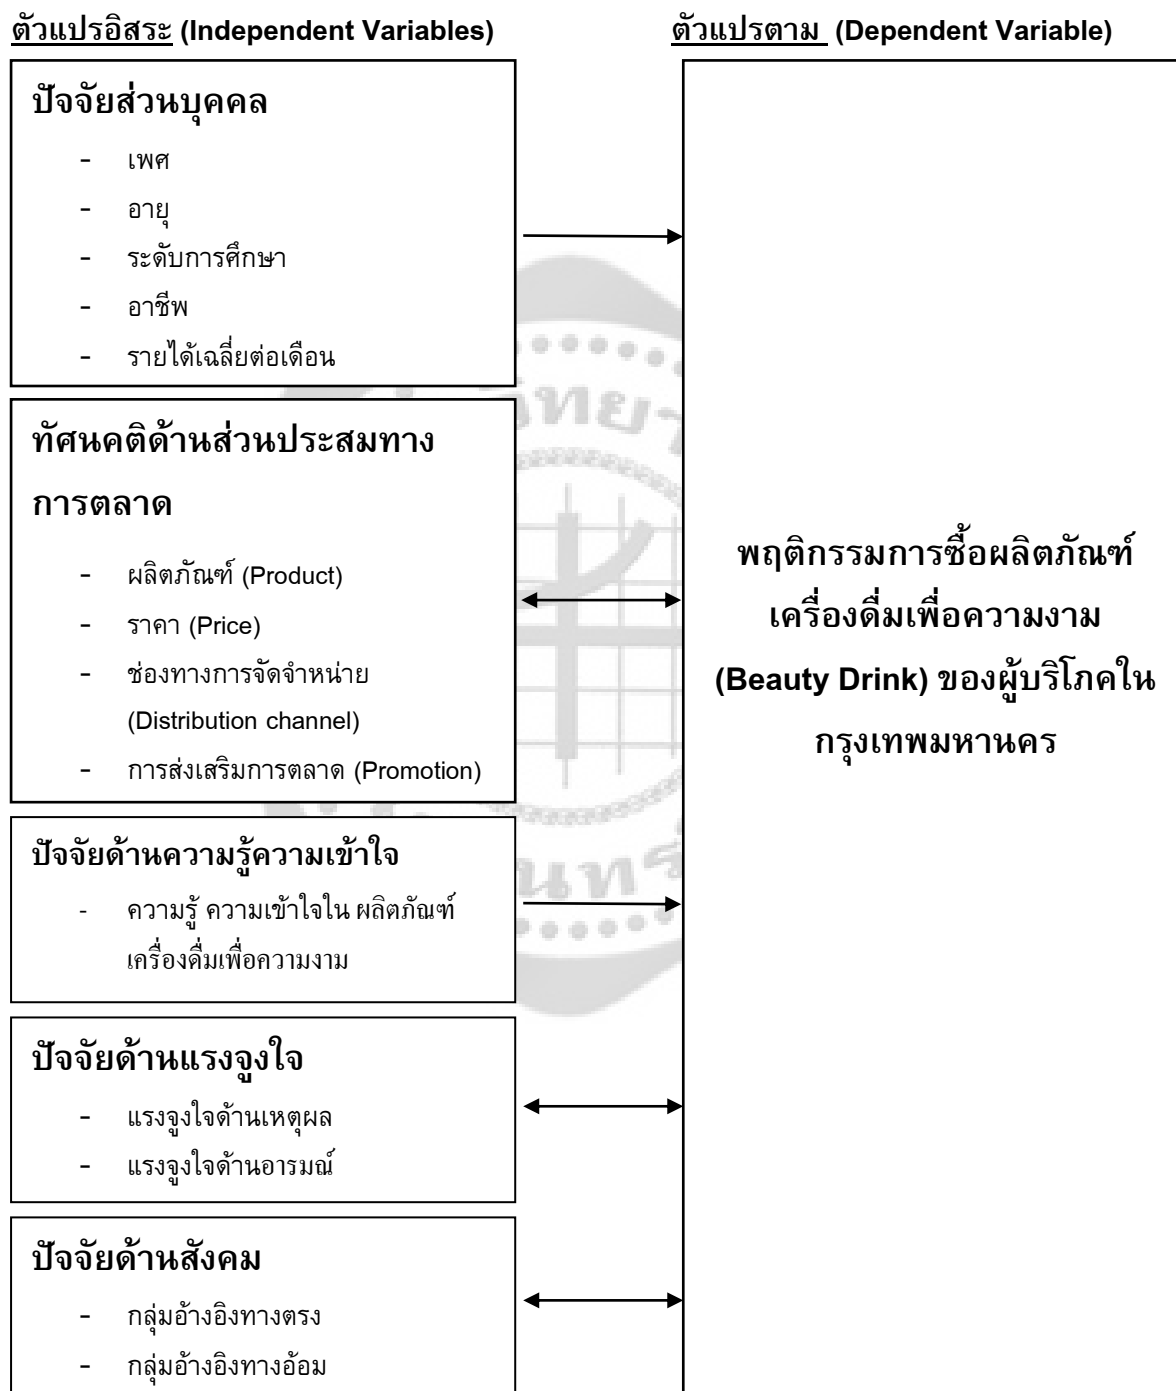 ตัวแปรอิสระ (Independent Variables)
ตัวแปรตาม (Dependent Variable)
ปัจจัยส่วนบุคคล
- เพศ
- อายุ
- ระดับการศึกษา
- อาชีพ
- รายได้เฉลี่ยต่อเดือน
ทัศนคติด้านส่วนประสมทาง
การตลาด
- ผลิตภัณฑ์ (Product)
- ราคา (Price)
- ช่องทางการจัดจำหน่าย
(Distribution channel)
- การส่งเสริมการตลาด (Promotion)
ปัจจัยด้านความรู้ความเข้าใจ
- ความรู้ ความเข้าใจใน ผลิตภัณฑ์
เครื่องดื่มเพื่อความงาม
ปัจจัยด้านแรงจูงใจ
- แรงจูงใจด้านเหตุผล
- แรงจูงใจด้านอารมณ์
ปัจจัยด้านสังคม
- กลุ่มอ้างอิงทางตรง
- กลุ่มอ้างอิงทางอ้อม
พฤติกรรมการซื้อผลิตภัณฑ์
เครื่องดื่มเพื่อความงาม
(Beauty Drink) ของผู้บริโภคใน
กรุงเทพมหานคร